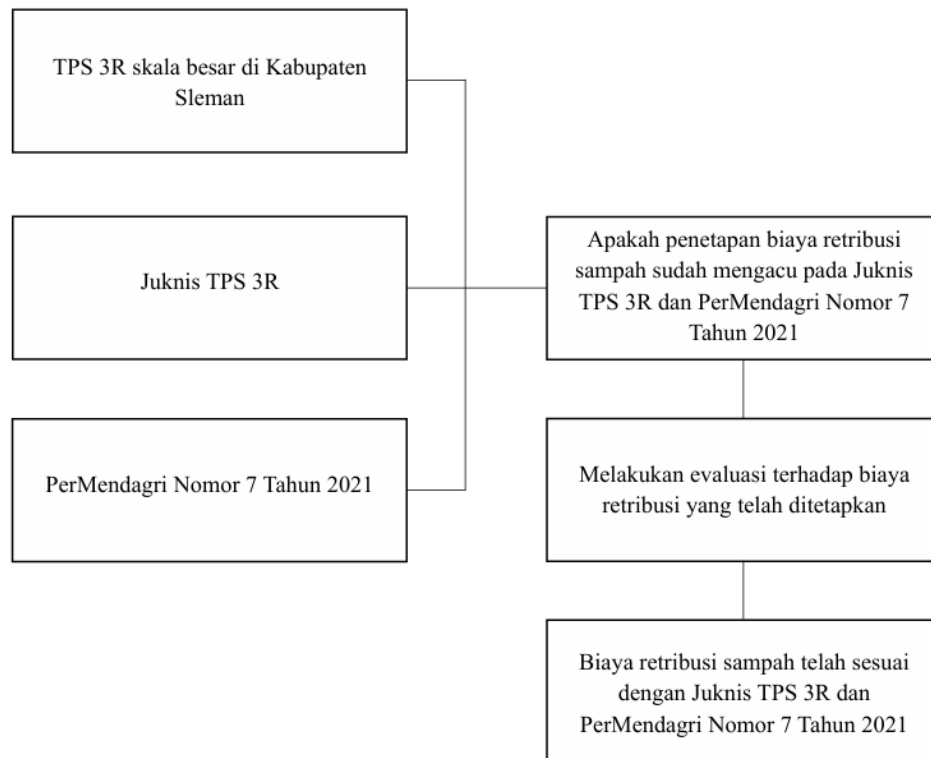 TPS 3R skala besar di Kabupaten
Sleman
Juknis TPS 3R
PerMendagri Nomor 7 Tahun 2021
Apakah penetapan biaya retribusi
sampah sudah mengacu pada Juknis
TPS 3R dan PerMendagri Nomor 7
Tahun 2021
Melakukan evaluasi terhadap biaya
retribusi yang telah ditetapkan
Biaya retribusi sampah telah sesuai
dengan Juknis TPS 3R dan
PerMendagri Nomor 7 Tahun 2021